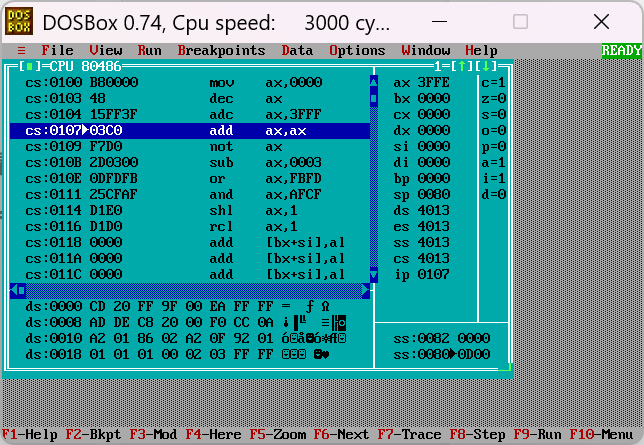 DOS BOX DOSBox 0.74, Cpu speed: 3000 cy...
≡ File View Run Breakpoints Data Options Window Help READY
[■]=CPU 80486 1=[↑][↓]
cs:0100 B80000 mov ax,0000 ax 3FFE c=1
cs:0103 48 dec ax bx 0000 z=0
cs:0104 15FF3F adc ax,3FFF cx 0000 s=0
cs:0107►03C0 add ax,ax dx 0000 o=0
cs:0109 F7D0 not ax si 0000 p=0
cs:010B 2D0300 sub ax,0003 di 0000 a=1
cs:010E 0DFDFB or ax,FBFD bp 0000 i=1
cs:0111 25CFAF and ax,AFCF sp 0080 d=0
cs:0114 D1E0 shl ax,1 ds 4013
cs:0116 D1D0 rcl ax,1 es 4013
cs:0118 0000 add [bx+si],al ss 4013
cs:011A 0000 add [bx+si],al cs 4013
cs:011C 0000 add [bx+si],al ip 0107
ds:0000 CD 20 FF 9F 00 EA FF FF = ƒ Ω
ds:0008 AD DE C8 20 00 F0 CC 0A
ds:0010 A2 01 86 02 A2 0F 92 01 ss:0082 0000
ds:0018 01 01 01 00 02 03 FF FF ss:0080►0D00
F1-Help F2-Bkpt F3-Mod F4-Here F5-Zoom F6-Next F7-Trace F8-Step F9-Run F10-Menu